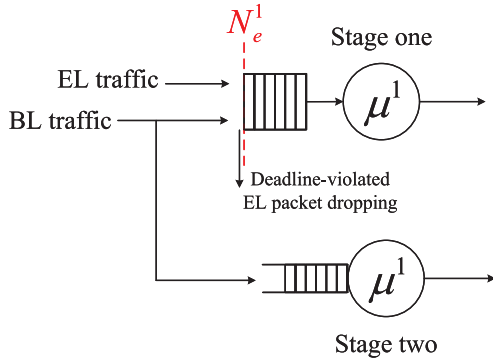 N_e^1
Stage one
EL traffic
BL traffic
μ^1
Deadline-violated
EL packet dropping
μ^1
Stage two